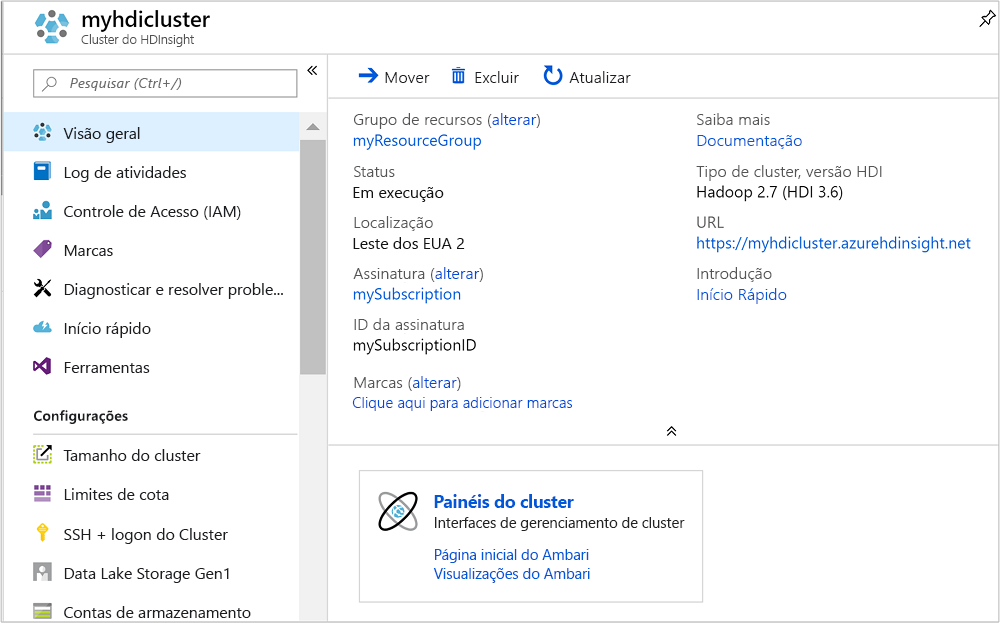 myhdicluster
Cluster do HDInsight
Pesquisar (Ctrl+/)
Visão geral
Log de atividades
Controle de Acesso (IAM)
Marcas
Diagnosticar e resolver proble...
Início rápido
Ferramentas
Configurações
Tamanho do cluster
Limites de cota
SSH + logon do Cluster
Data Lake Storage Gen1
Contas de armazenamento
Mover
Excluir
Atualizar
Grupo de recursos (alterar)
myResourceGroup
Status
Em execução
Localização
Leste dos EUA 2
Assinatura (alterar)
mySubscription
ID da assinatura
mySubscriptionID
Marcas (alterar)
Clique aqui para adicionar marcas
Saiba mais
Documentação
Tipo de cluster, versão HDI
Hadoop 2.7 (HDI 3.6)
URL
https://myhdicluster.azurehdinsight.net
Introdução
Início Rápido
Painéis do cluster
Interfaces de gerenciamento de cluster
Página inicial do Ambari
Visualizações do Ambari